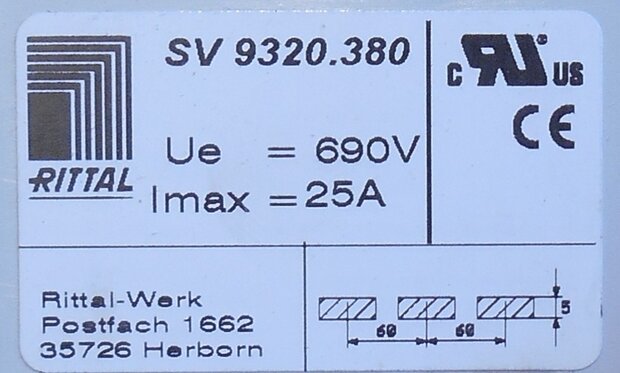 SV 9320.380
RITTAL
Ue = 690V
Imax = 25A
c RU ® US
CE
Rittal-Werk
Postfach 1662
35726 Herborn
60 60 5